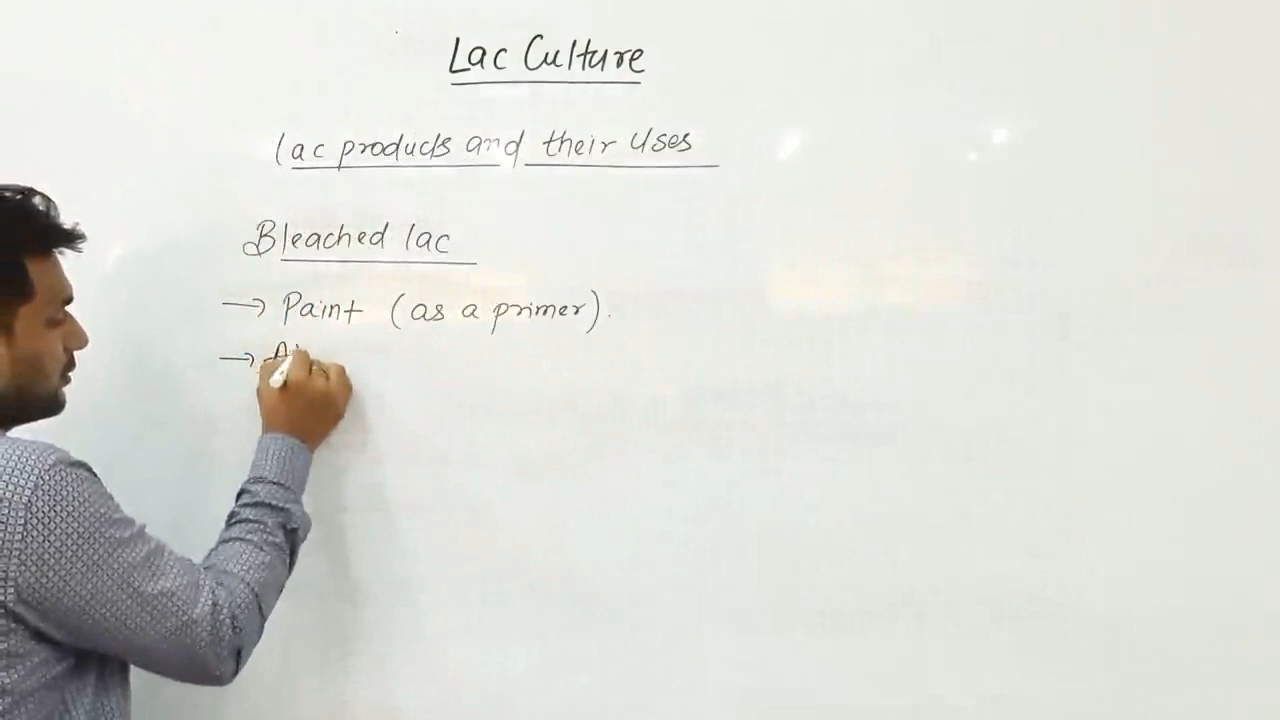 Lac Culture
Lac products and their Uses
Bleached lac
→ Paint (as a primer).
→